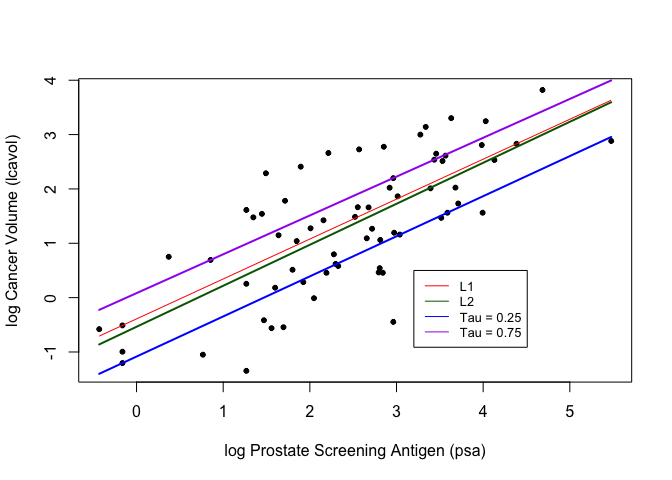 log Cancer Volume (lcavol)
4
3
2
1
0
-1
L1
L2
Tau = 0.25
Tau = 0.75
0 1 2 3 4 5
log Prostate Screening Antigen (psa)